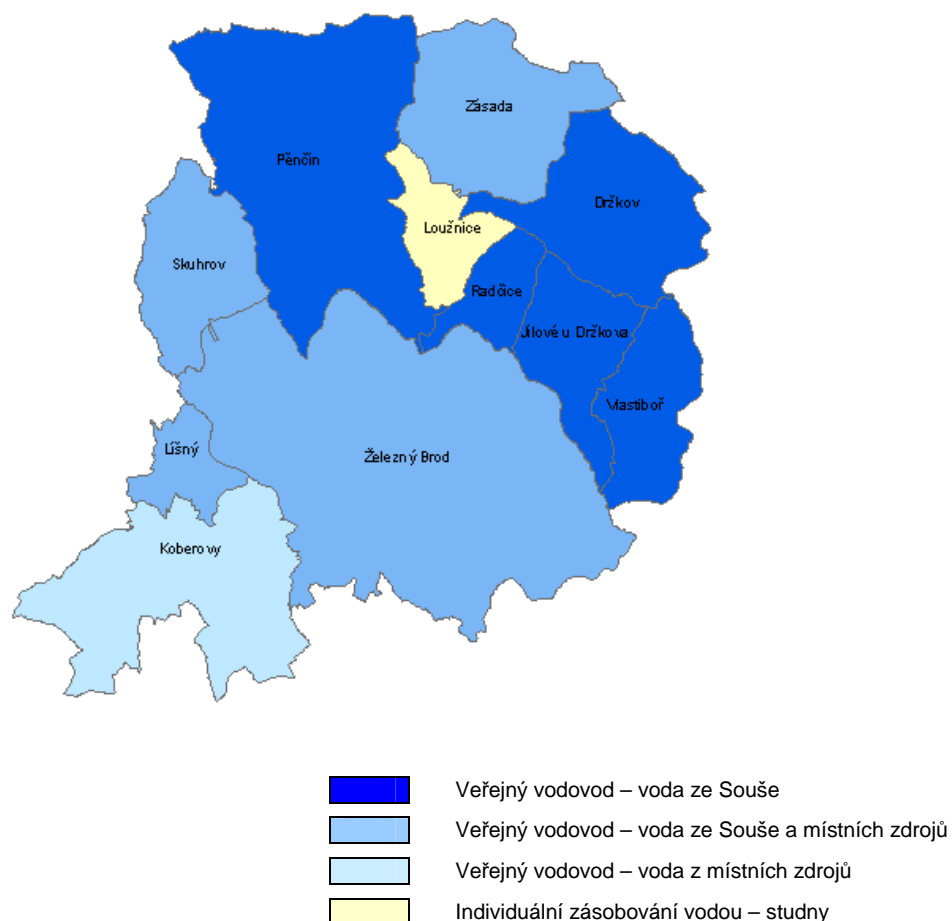 Zásada
Pěnčín
Držkov
Loužnice
Skuhrov
Radčice
Jílové u Držkova
Vlastiboř
Líšný
Železný Brod
Koberovy
Veřejný vodovod – voda ze Souše
Veřejný vodovod – voda ze Souše a místních zdrojů
Veřejný vodovod – voda z místních zdrojů
Individuální zásobování vodou – studny